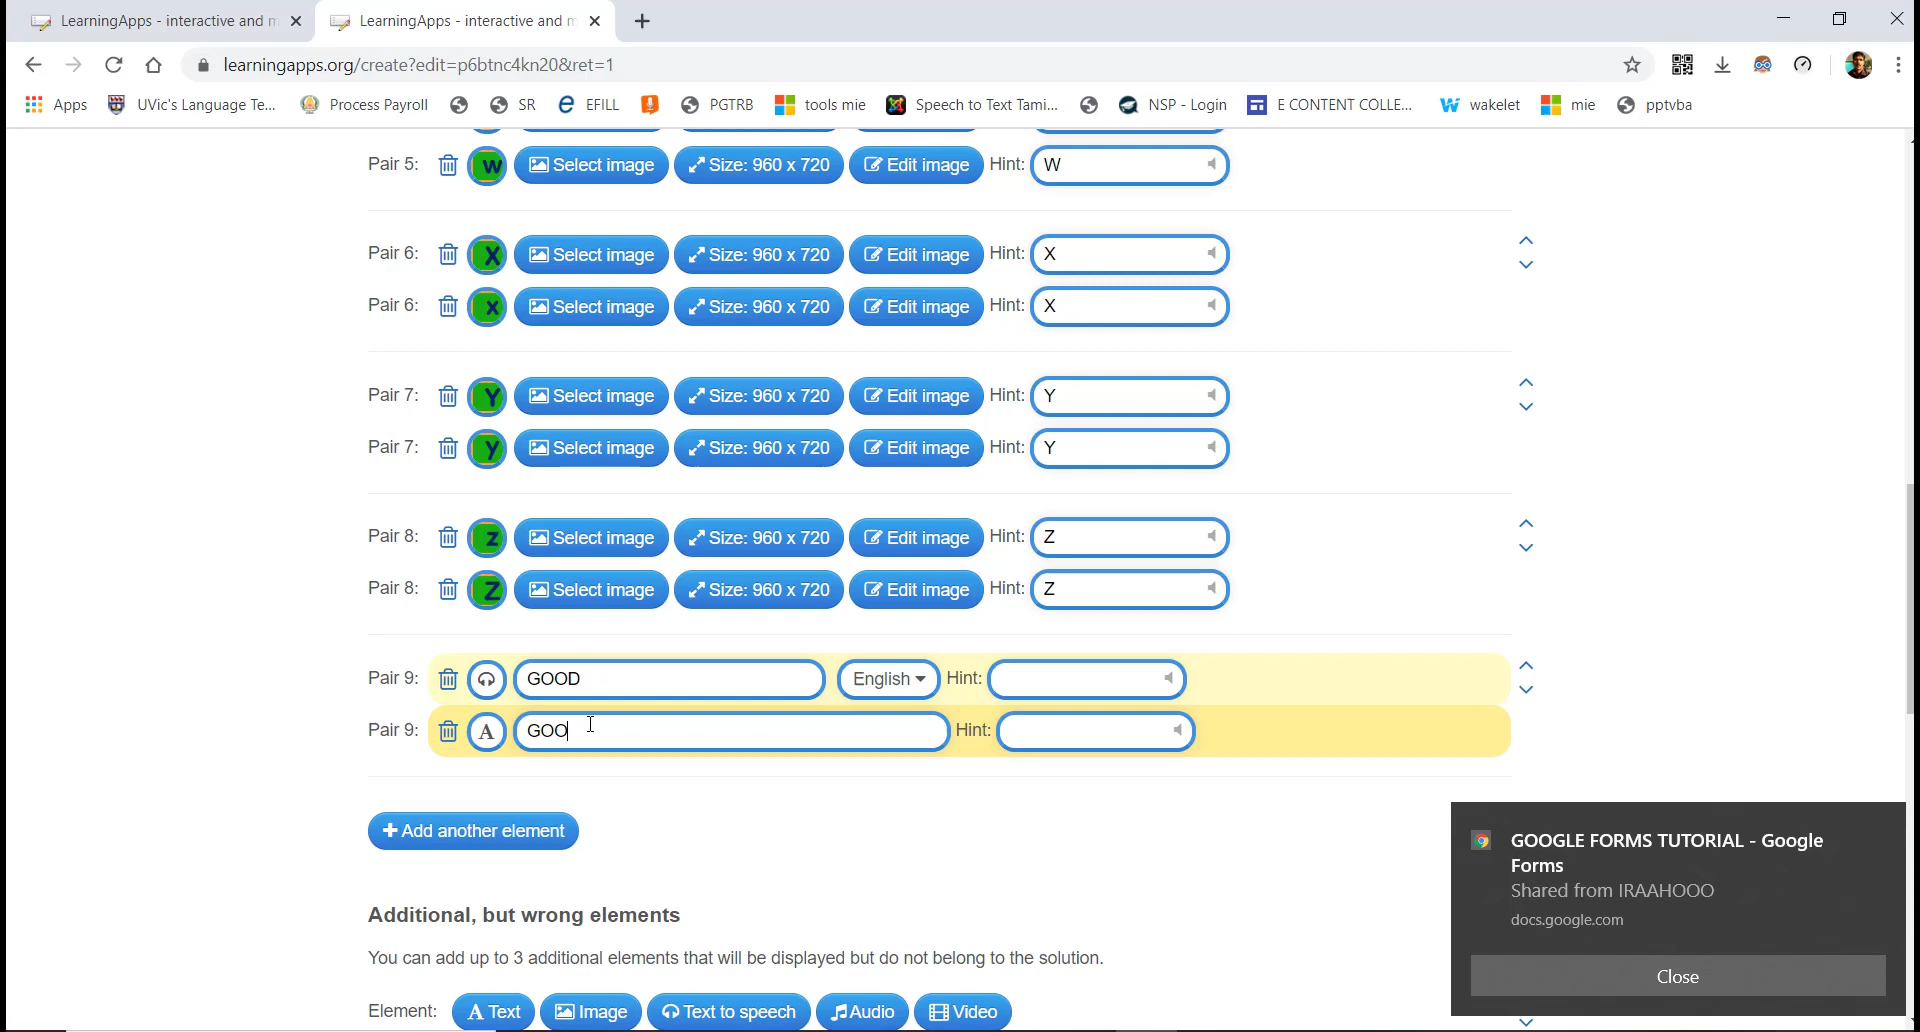 LearningApps - interactive and m
LearningApps - interactive and m
learningapps.org/create?edit=p6btnc4kn20&ret=1
Apps UVic's Language Te... Process Payroll SR EFILL PGTRB tools mie Speech to Text Tami... NSP - Login E CONTENT COLLE... wakelet mie pptvba
Pair 5: W Select image Size: 960 x 720 Edit image Hint: W
Pair 6: X Select image Size: 960 x 720 Edit image Hint: X
Pair 6: x Select image Size: 960 x 720 Edit image Hint: X
Pair 7: Y Select image Size: 960 x 720 Edit image Hint: Y
Pair 7: y Select image Size: 960 x 720 Edit image Hint: Y
Pair 8: z Select image Size: 960 x 720 Edit image Hint: Z
Pair 8: Z Select image Size: 960 x 720 Edit image Hint: Z
Pair 9: GOOD English Hint:
Pair 9: A GOO Hint:
Add another element
Additional, but wrong elements
You can add up to 3 additional elements that will be displayed but do not belong to the solution.
Element: A Text Image Text to speech Audio Video
GOOGLE FORMS TUTORIAL - Google
Forms
Shared from IRAAHOOO
docs.google.com
Close